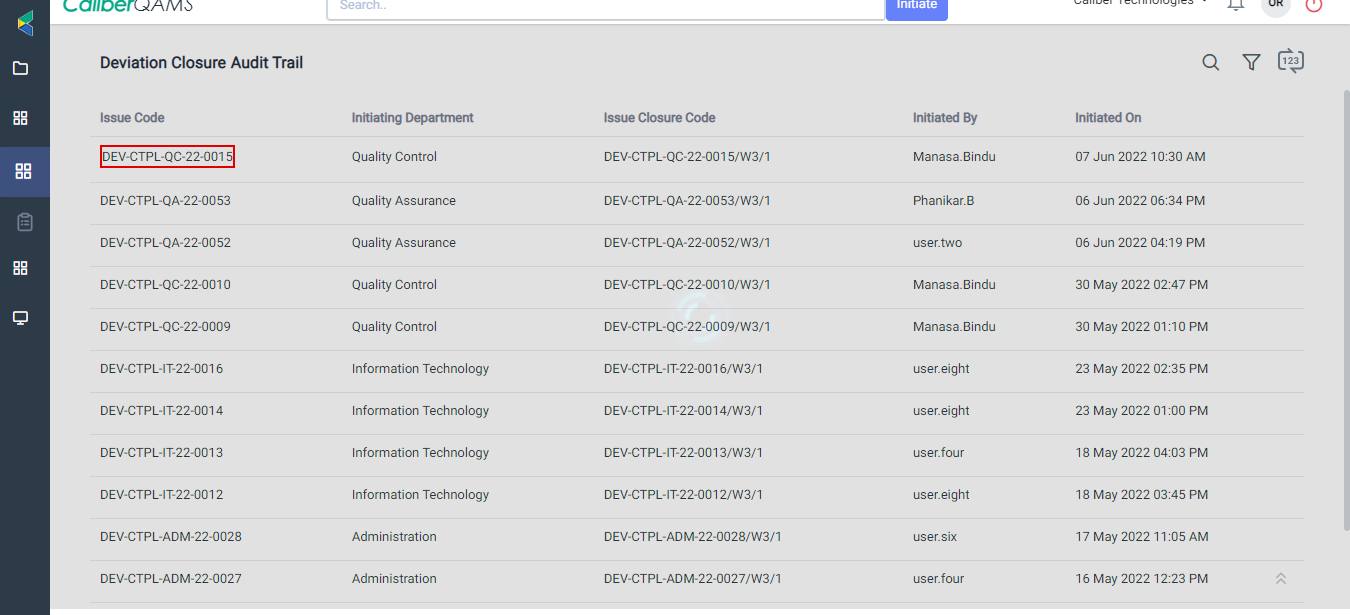 CaliberQAMS Search.. Initiate Caliber Technologies UR
Deviation Closure Audit Trail 123
Issue Code Initiating Department Issue Closure Code Initiated By Initiated On
DEV-CTPL-QC-22-0015 Quality Control DEV-CTPL-QC-22-0015/W3/1 Manasa.Bindu 07 Jun 2022 10:30 AM
DEV-CTPL-QA-22-0053 Quality Assurance DEV-CTPL-QA-22-0053/W3/1 Phanikar.B 06 Jun 2022 06:34 PM
DEV-CTPL-QA-22-0052 Quality Assurance DEV-CTPL-QA-22-0052/W3/1 user.two 06 Jun 2022 04:19 PM
DEV-CTPL-QC-22-0010 Quality Control DEV-CTPL-QC-22-0010/W3/1 Manasa.Bindu 30 May 2022 02:47 PM
DEV-CTPL-QC-22-0009 Quality Control DEV-CTPL-QC-22-0009/W3/1 Manasa.Bindu 30 May 2022 01:10 PM
DEV-CTPL-IT-22-0016 Information Technology DEV-CTPL-IT-22-0016/W3/1 user.eight 23 May 2022 02:35 PM
DEV-CTPL-IT-22-0014 Information Technology DEV-CTPL-IT-22-0014/W3/1 user.eight 23 May 2022 01:00 PM
DEV-CTPL-IT-22-0013 Information Technology DEV-CTPL-IT-22-0013/W3/1 user.four 18 May 2022 04:03 PM
DEV-CTPL-IT-22-0012 Information Technology DEV-CTPL-IT-22-0012/W3/1 user.eight 18 May 2022 03:45 PM
DEV-CTPL-ADM-22-0028 Administration DEV-CTPL-ADM-22-0028/W3/1 user.six 17 May 2022 11:05 AM
DEV-CTPL-ADM-22-0027 Administration DEV-CTPL-ADM-22-0027/W3/1 user.four 16 May 2022 12:23 PM